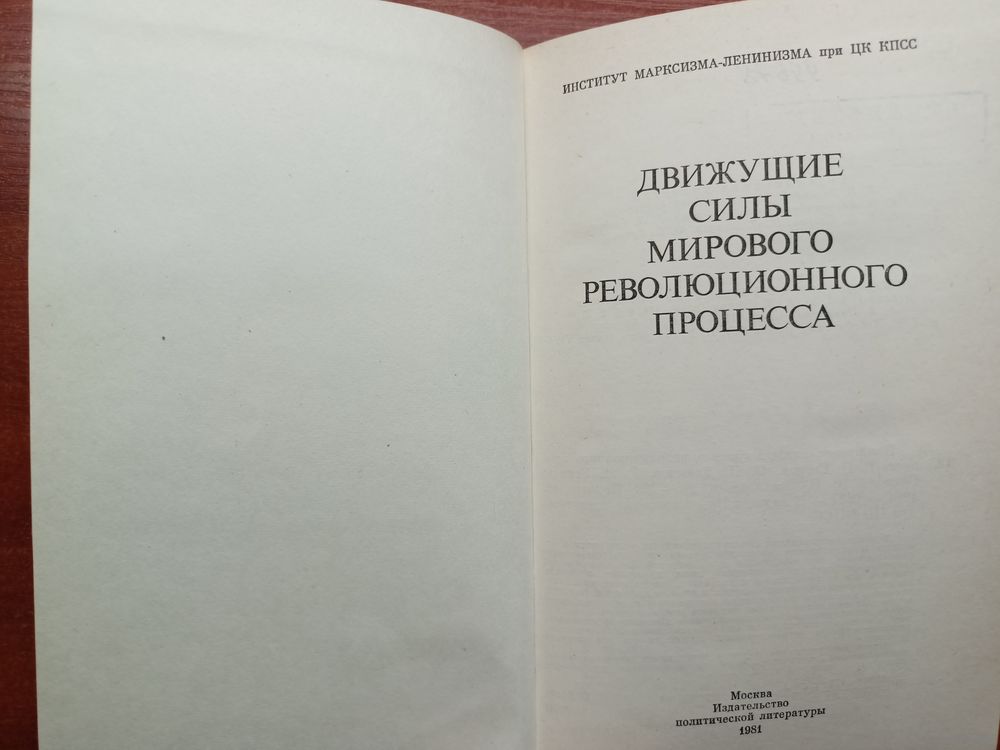 ИНСТИТУТ МАРКСИЗМА-ЛЕНИНИЗМА при ЦК КПСС
ДВИЖУЩИЕ
СИЛЫ
МИРОВОГО
РЕВОЛЮЦИОННОГО
ПРОЦЕССА
Москва
Издательство
политической литературы
1981